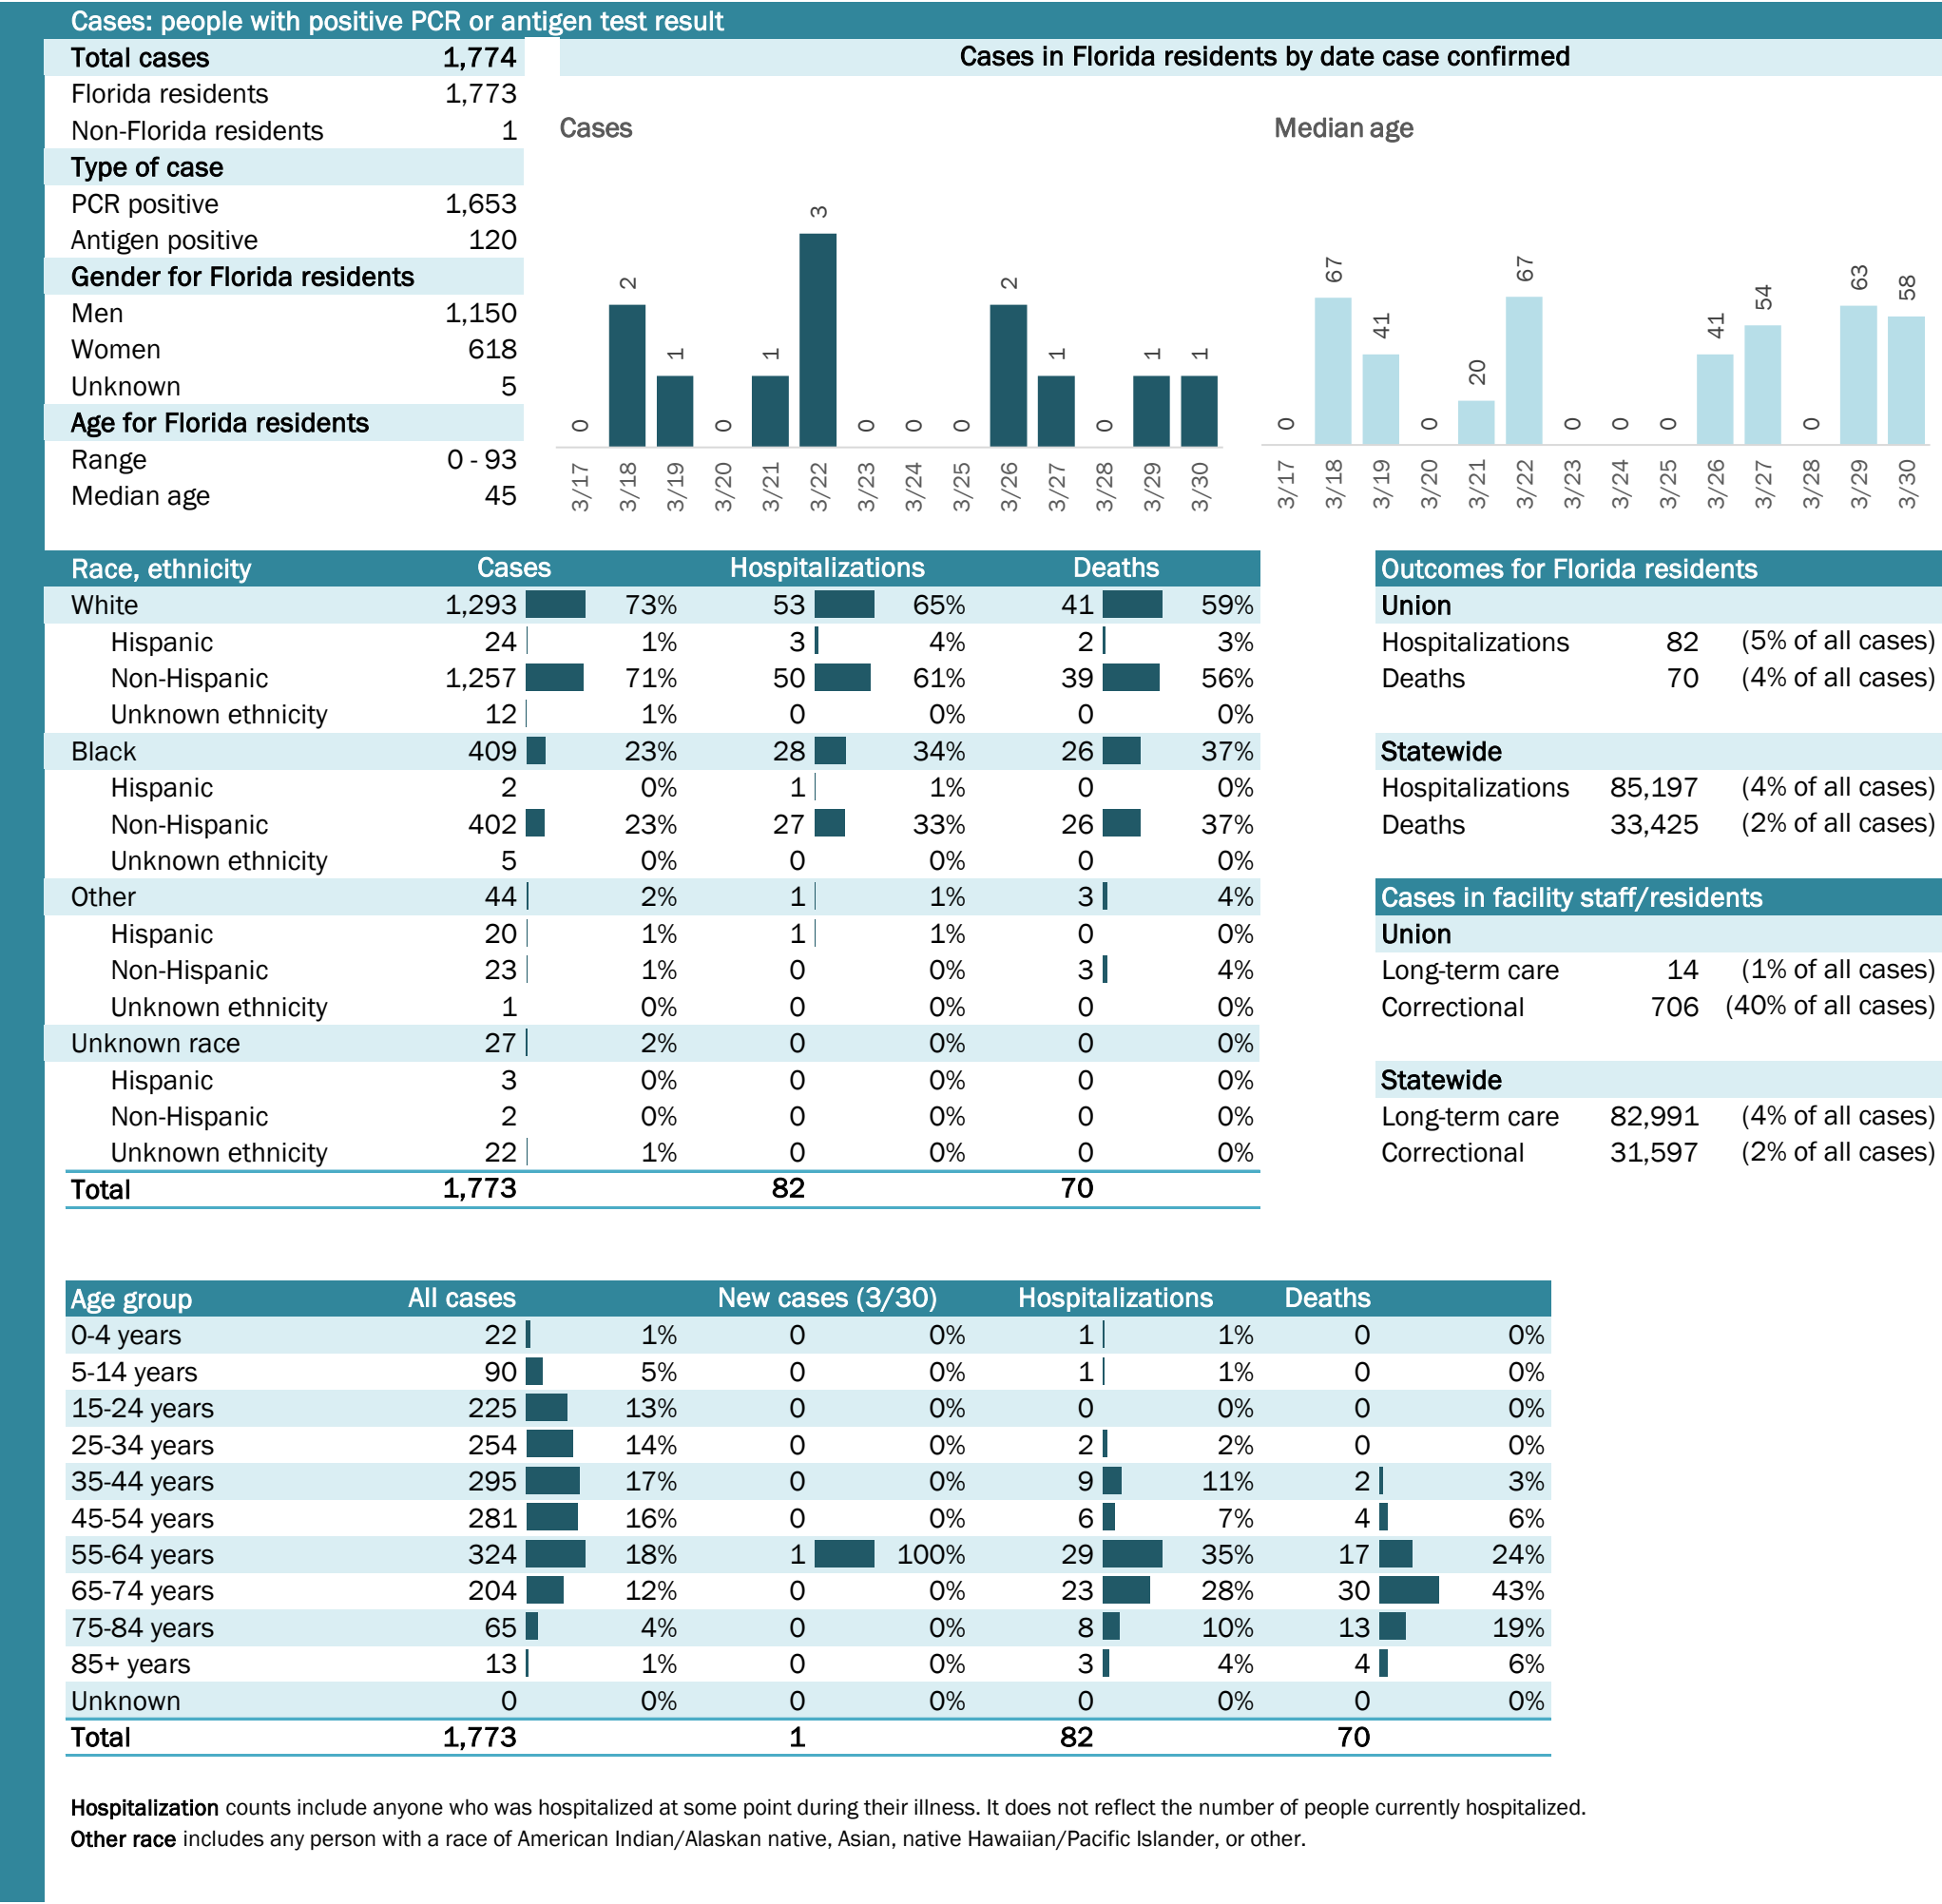 Cases: people with positive PCR or antigen test result
Total cases 1,774
Florida residents 1,773
Non-Florida residents 1
Type of case
PCR positive 1,653
Antigen positive 120
Gender for Florida residents
Men 1,150
Women 618
Unknown 5
Age for Florida residents
Range 0 - 93
Median age 45
Cases in Florida residents by date case confirmed
Cases
0 2 1 0 1 3 0 0 0 2 1 0 1 1
3/17 3/18 3/19 3/20 3/21 3/22 3/23 3/24 3/25 3/26 3/27 3/28 3/29 3/30
Median age
0 67 41 0 20 67 0 0 0 41 54 0 63 58
3/17 3/18 3/19 3/20 3/21 3/22 3/23 3/24 3/25 3/26 3/27 3/28 3/29 3/30
Race, ethnicity Cases Hospitalizations Deaths
White 1,293 73% 53 65% 41 59%
Hispanic 24 1% 3 4% 2 3%
Non-Hispanic 1,257 71% 50 61% 39 56%
Unknown ethnicity 12 1% 0 0% 0 0%
Black 409 23% 28 34% 26 37%
Hispanic 2 0% 1 1% 0 0%
Non-Hispanic 402 23% 27 33% 26 37%
Unknown ethnicity 5 0% 0 0% 0 0%
Other 44 2% 1 1% 3 4%
Hispanic 20 1% 1 1% 0 0%
Non-Hispanic 23 1% 0 0% 3 4%
Unknown ethnicity 1 0% 0 0% 0 0%
Unknown race 27 2% 0 0% 0 0%
Hispanic 3 0% 0 0% 0 0%
Non-Hispanic 2 0% 0 0% 0 0%
Unknown ethnicity 22 1% 0 0% 0 0%
Total 1,773 82 70
Outcomes for Florida residents
Union
Hospitalizations 82 (5% of all cases)
Deaths 70 (4% of all cases)
Statewide
Hospitalizations 85,197 (4% of all cases)
Deaths 33,425 (2% of all cases)
Cases in facility staff/residents
Union
Long-term care 14 (1% of all cases)
Correctional 706 (40% of all cases)
Statewide
Long-term care 82,991 (4% of all cases)
Correctional 31,597 (2% of all cases)
Age group All cases New cases (3/30) Hospitalizations Deaths
0-4 years 22 1% 0 0% 1 1% 0 0%
5-14 years 90 5% 0 0% 1 1% 0 0%
15-24 years 225 13% 0 0% 0 0% 0 0%
25-34 years 254 14% 0 0% 2 2% 0 0%
35-44 years 295 17% 0 0% 9 11% 2 3%
45-54 years 281 16% 0 0% 6 7% 4 6%
55-64 years 324 18% 1 100% 29 35% 17 24%
65-74 years 204 12% 0 0% 23 28% 30 43%
75-84 years 65 4% 0 0% 8 10% 13 19%
85+ years 13 1% 0 0% 3 4% 4 6%
Unknown 0 0% 0 0% 0 0% 0 0%
Total 1,773 1 82 70
Hospitalization counts include anyone who was hospitalized at some point during their illness. It does not reflect the number of people currently hospitalized.
Other race includes any person with a race of American Indian/Alaskan native, Asian, native Hawaiian/Pacific Islander, or other.